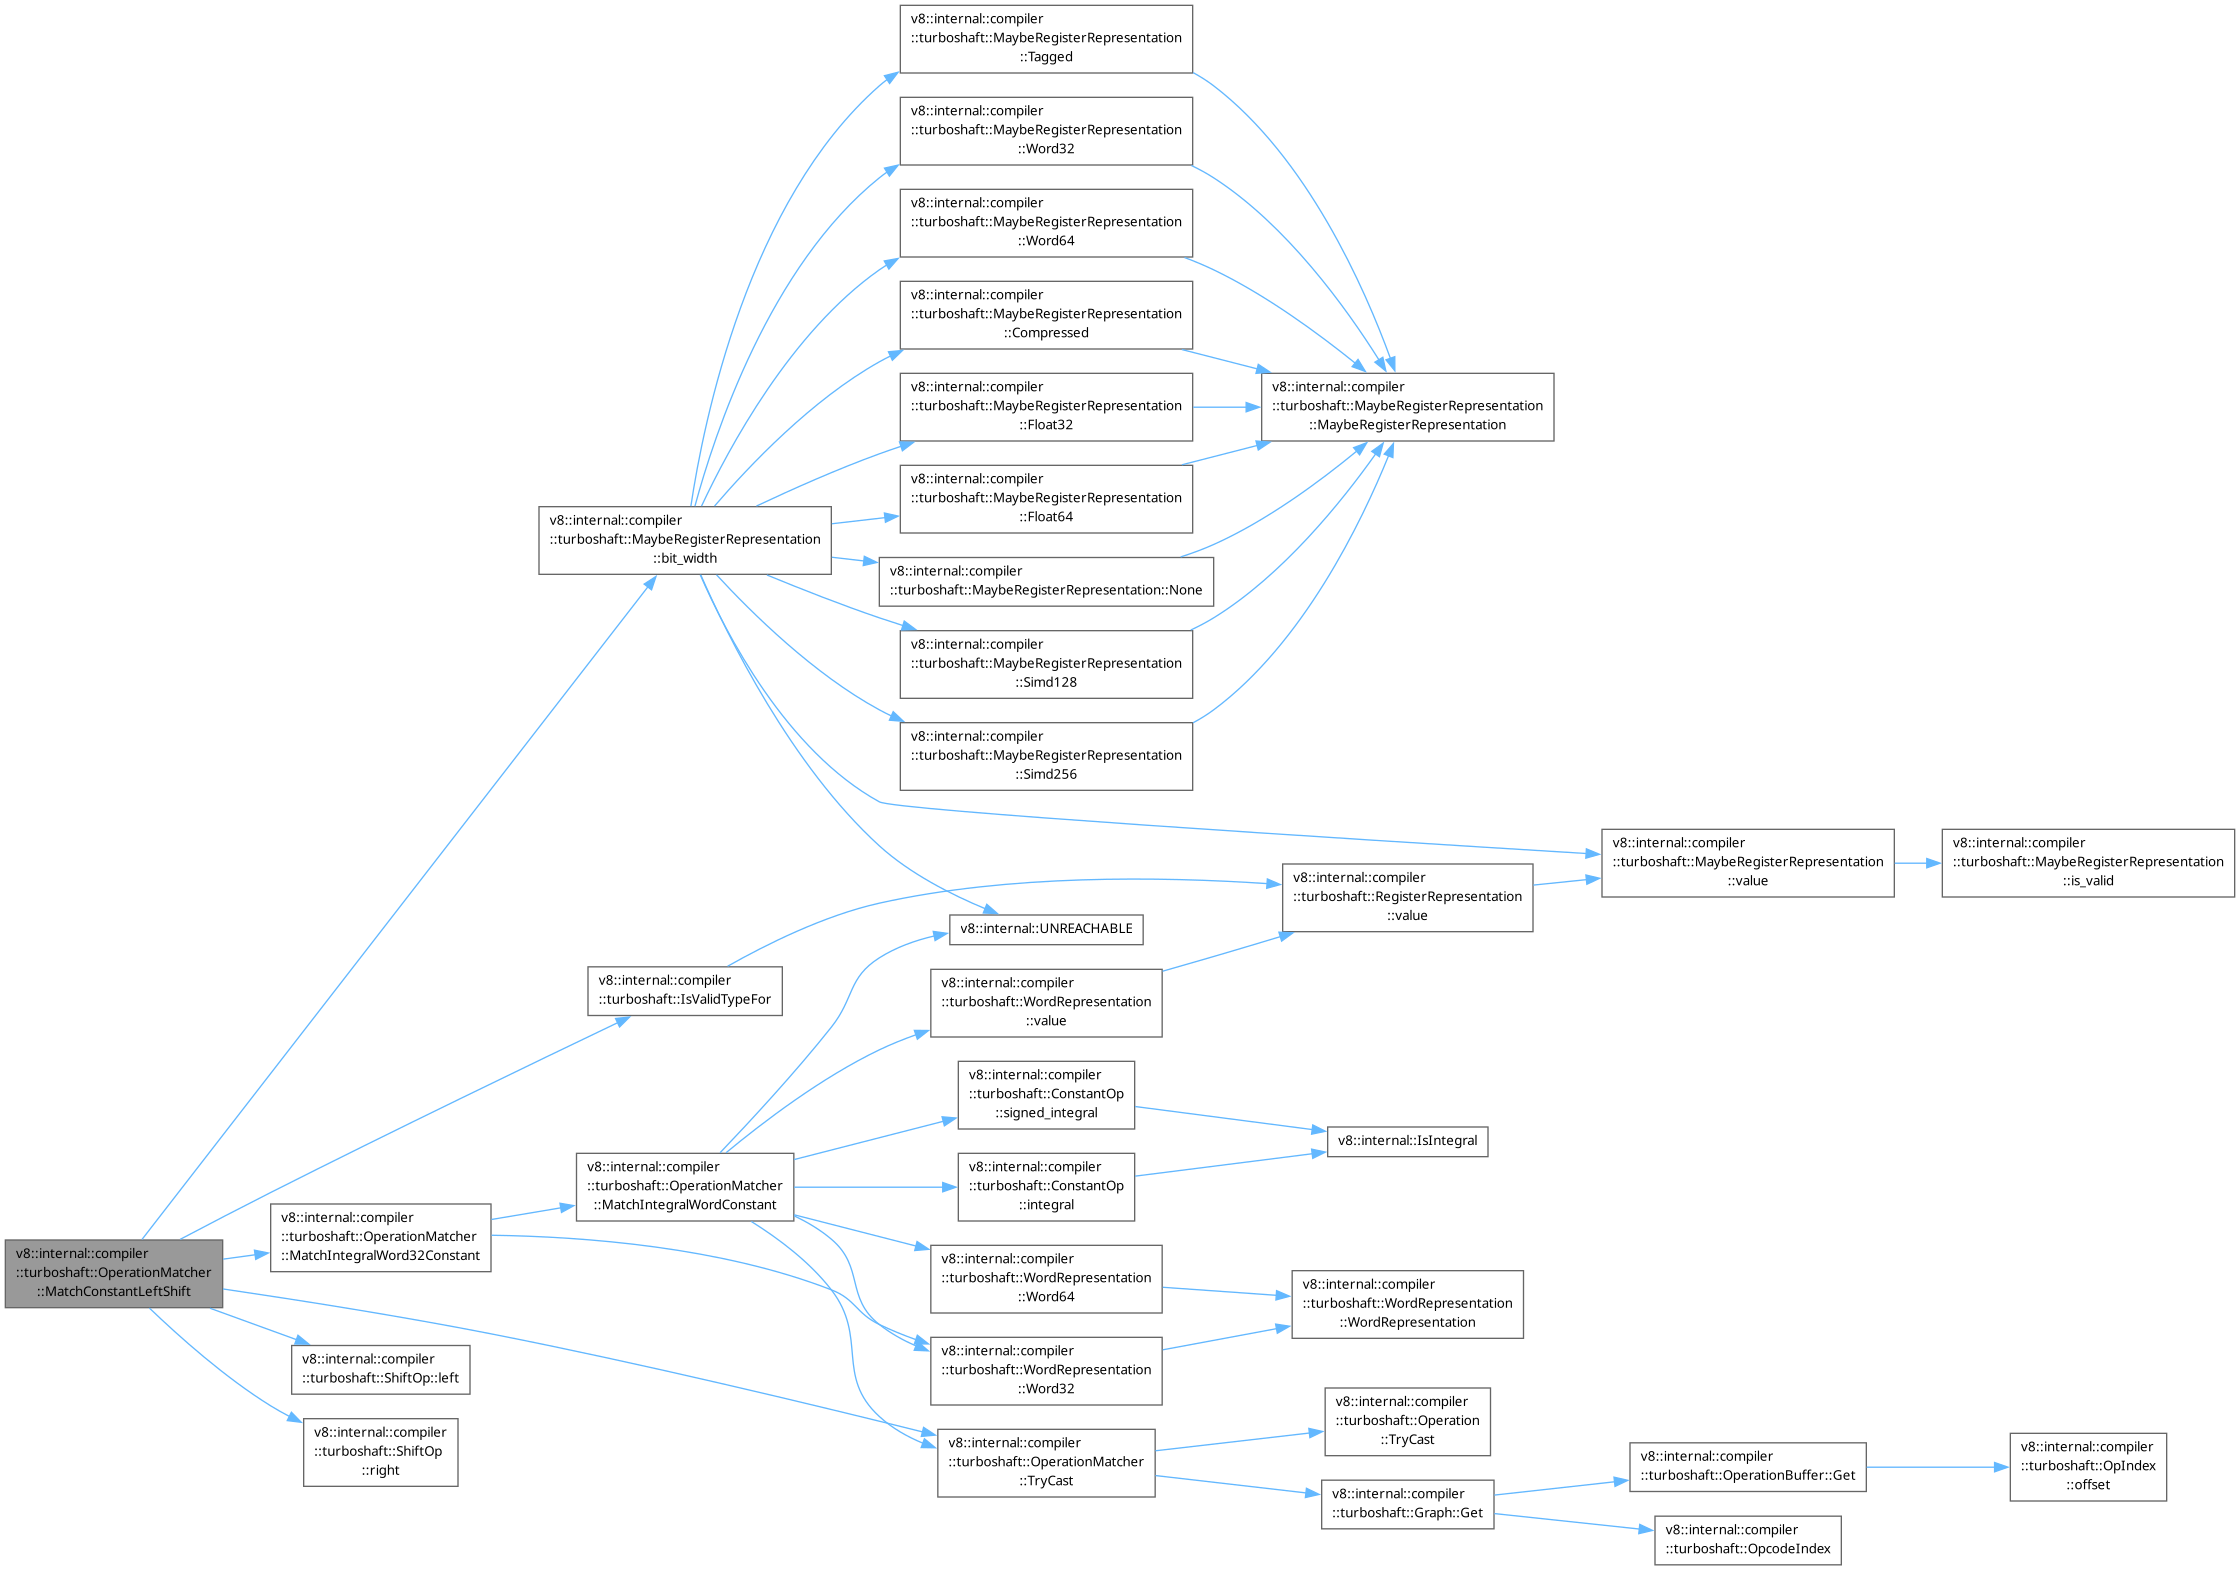 v8::internal::compiler
::turboshaft::MaybeRegisterRepresentation
::Tagged
v8::internal::compiler
::turboshaft::MaybeRegisterRepresentation
::Word32
v8::internal::compiler
::turboshaft::MaybeRegisterRepresentation
::Word64
v8::internal::compiler
::turboshaft::MaybeRegisterRepresentation
::Compressed
v8::internal::compiler
::turboshaft::MaybeRegisterRepresentation
::Float32
v8::internal::compiler
::turboshaft::MaybeRegisterRepresentation
::MaybeRegisterRepresentation
v8::internal::compiler
::turboshaft::MaybeRegisterRepresentation
::Float64
v8::internal::compiler
::turboshaft::MaybeRegisterRepresentation
::bit_width
v8::internal::compiler
::turboshaft::MaybeRegisterRepresentation::None
v8::internal::compiler
::turboshaft::MaybeRegisterRepresentation
::Simd128
v8::internal::compiler
::turboshaft::MaybeRegisterRepresentation
::Simd256
v8::internal::compiler
::turboshaft::MaybeRegisterRepresentation
::value
v8::internal::compiler
::turboshaft::MaybeRegisterRepresentation
::is_valid
v8::internal::compiler
::turboshaft::RegisterRepresentation
::value
v8::internal::UNREACHABLE
v8::internal::compiler
::turboshaft::IsValidTypeFor
v8::internal::compiler
::turboshaft::WordRepresentation
::value
v8::internal::compiler
::turboshaft::ConstantOp
::signed_integral
v8::internal::IsIntegral
v8::internal::compiler
::turboshaft::OperationMatcher
::MatchIntegralWordConstant
v8::internal::compiler
::turboshaft::ConstantOp
::integral
v8::internal::compiler
::turboshaft::OperationMatcher
::MatchIntegralWord32Constant
v8::internal::compiler
::turboshaft::OperationMatcher
::MatchConstantLeftShift
v8::internal::compiler
::turboshaft::WordRepresentation
::Word64
v8::internal::compiler
::turboshaft::WordRepresentation
::WordRepresentation
v8::internal::compiler
::turboshaft::ShiftOp::left
v8::internal::compiler
::turboshaft::WordRepresentation
::Word32
v8::internal::compiler
::turboshaft::ShiftOp
::right
v8::internal::compiler
::turboshaft::Operation
::TryCast
v8::internal::compiler
::turboshaft::OperationMatcher
::TryCast
v8::internal::compiler
::turboshaft::OperationBuffer::Get
v8::internal::compiler
::turboshaft::OpIndex
::offset
v8::internal::compiler
::turboshaft::Graph::Get
v8::internal::compiler
::turboshaft::OpcodeIndex